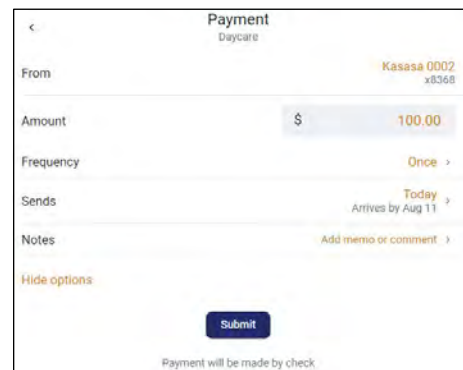 Payment
Daycare
From
Kasasa 0002
x8368
Amount
$ 100.00
Frequency
Once
Sends
Today
Arrives by Aug 11
Notes
Add memo or comment
Hide options
Submit
Payment will be made by check